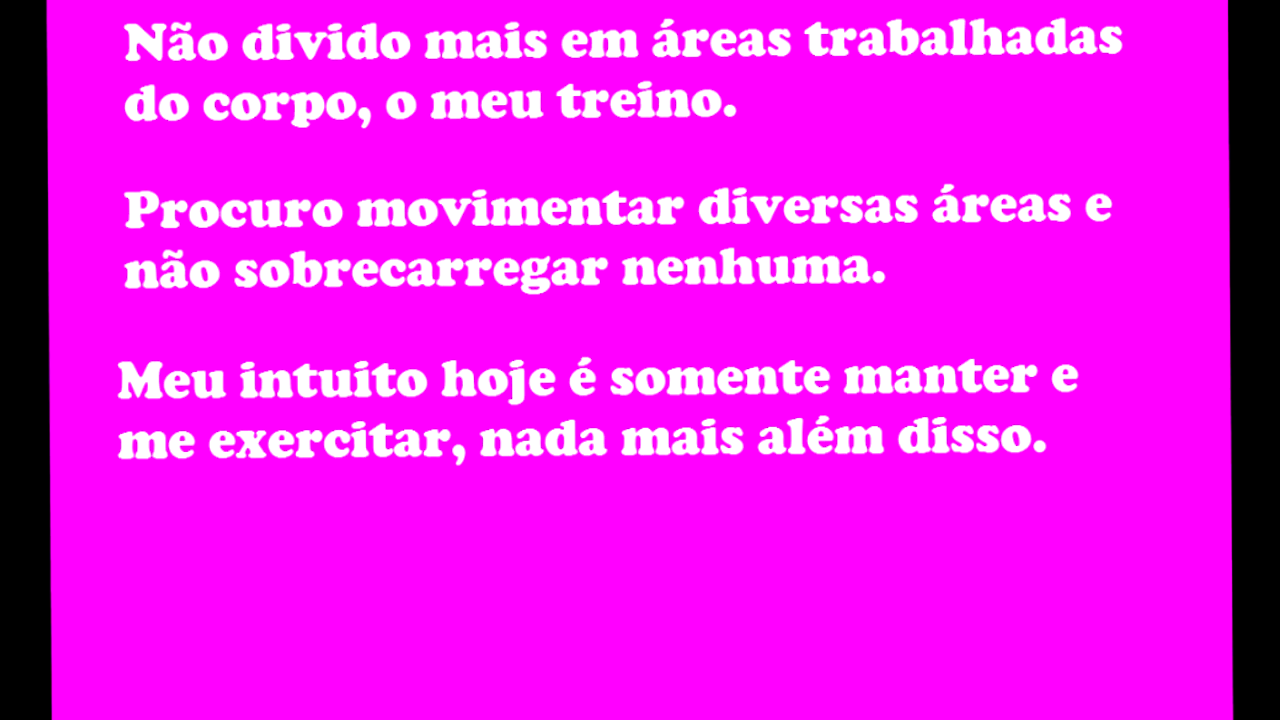 Não divido mais em áreas trabalhadas
do corpo, o meu treino.
Procuro movimentar diversas áreas e
não sobrecarregar nenhuma.
Meu intuito hoje é somente manter e
me exercitar, nada mais além disso.